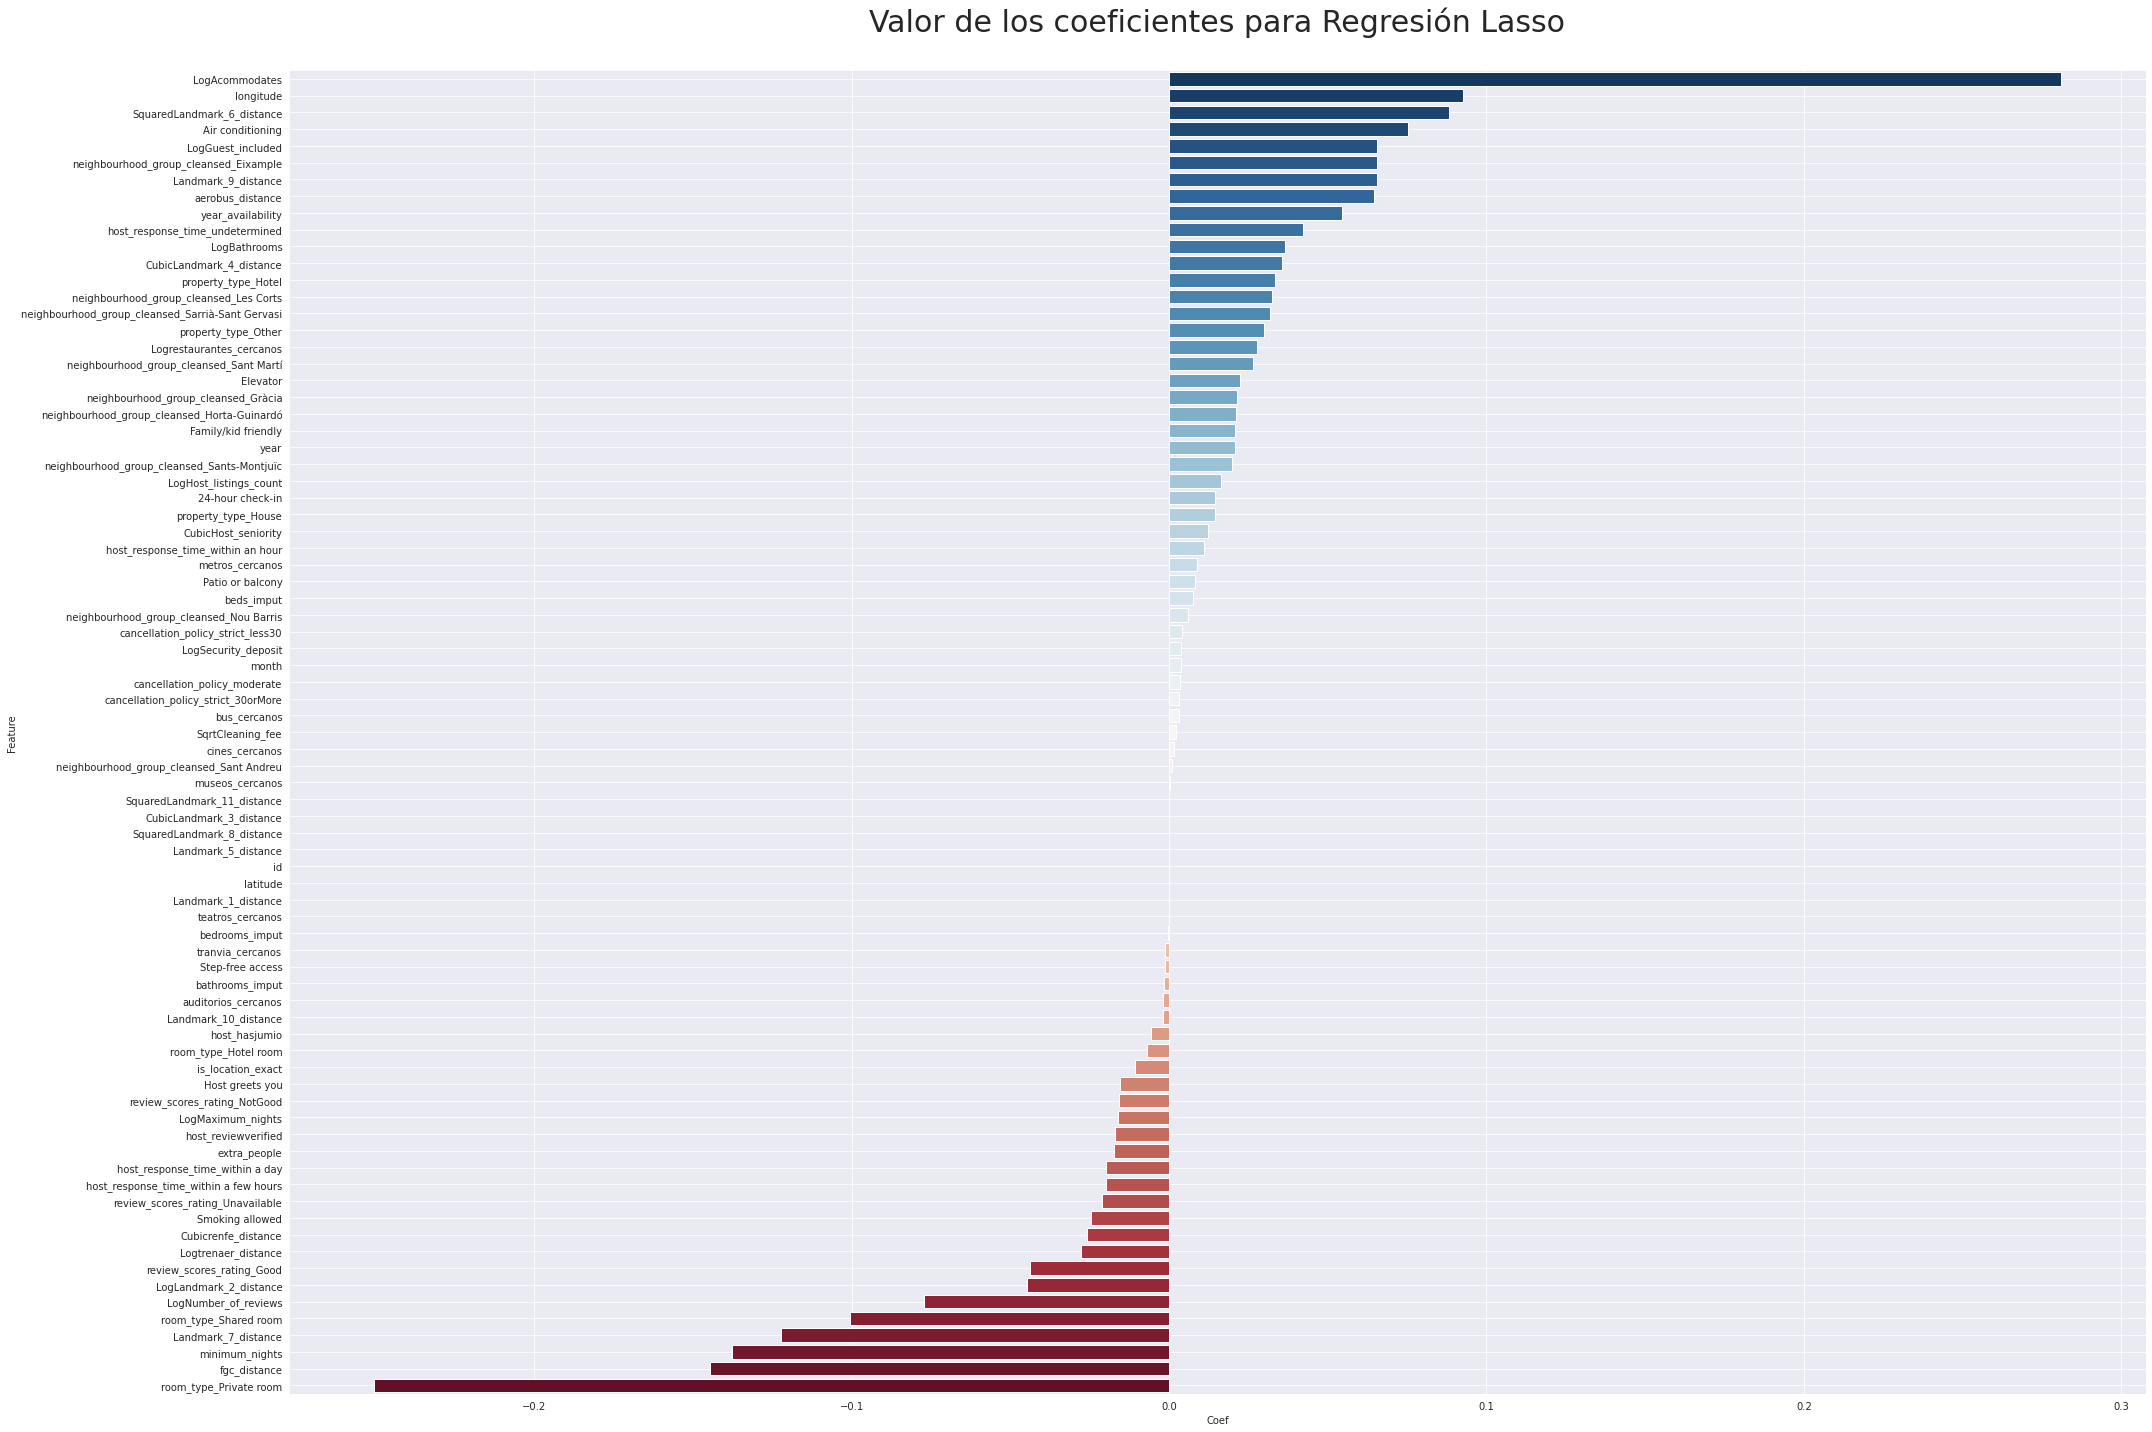 Valor de los coeficientes para Regresión Lasso
LogAcommodates
longitude
SquaredLandmark_6_distance
Air conditioning
LogGuest_included
neighbourhood_group_cleansed_Eixample
Landmark_9_distance
aerobus_distance
year_availability
host_response_time_undetermined
LogBathrooms
CubicLandmark_4_distance
property_type_Hotel
neighbourhood_group_cleansed_Les Corts
neighbourhood_group_cleansed_Sarrià-Sant Gervasi
property_type_Other
Logrestaurantes_cercanos
neighbourhood_group_cleansed_Sant Martí
Elevator
neighbourhood_group_cleansed_Gràcia
neighbourhood_group_cleansed_Horta-Guinardó
Family/kid friendly
year
neighbourhood_group_cleansed_Sants-Montjuïc
LogHost_listings_count
24-hour check-in
property_type_House
CubicHost_seniority
host_response_time_within an hour
metros_cercanos
Patio or balcony
beds_imput
neighbourhood_group_cleansed_Nou Barris
cancellation_policy_strict_less30
LogSecurity_deposit
month
cancellation_policy_moderate
cancellation_policy_strict_30orMore
bus_cercanos
SqrtCleaning_fee
cines_cercanos
neighbourhood_group_cleansed_Sant Andreu
museos_cercanos
SquaredLandmark_11_distance
CubicLandmark_3_distance
SquaredLandmark_8_distance
Landmark_5_distance
id
latitude
Landmark_1_distance
teatros_cercanos
bedrooms_imput
tranvia_cercanos
Step-free access
bathrooms_imput
auditorios_cercanos
Landmark_10_distance
host_hasjumio
room_type_Hotel room
is_location_exact
Host greets you
review_scores_rating_NotGood
LogMaximum_nights
host_reviewverified
extra_people
host_response_time_within a day
host_response_time_within a few hours
review_scores_rating_Unavailable
Smoking allowed
Cubicrenfe_distance
Logtrenaer_distance
review_scores_rating_Good
LogLandmark_2_distance
LogNumber_of_reviews
room_type_Shared room
Landmark_7_distance
minimum_nights
fgc_distance
room_type_Private room
Feature
−0.2 −0.1 0.0 0.1 0.2 0.3
Coef